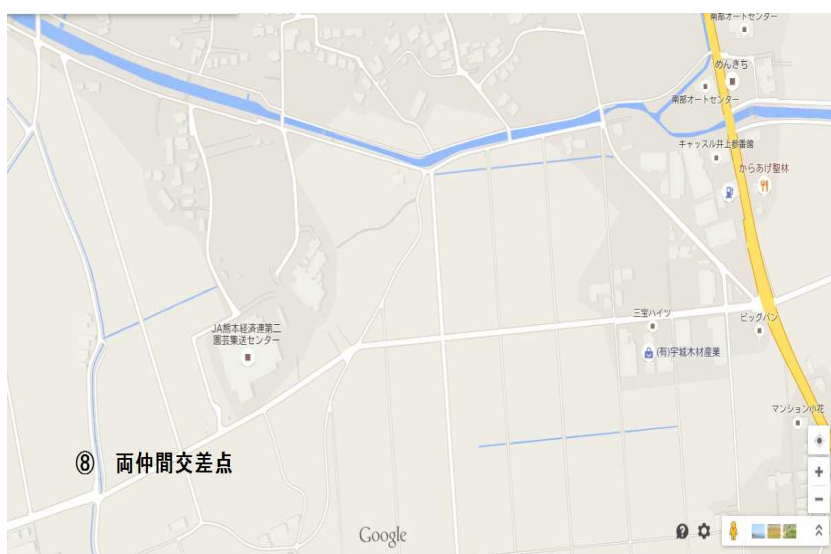 南部オートセンター
めんきち
南部オートセンター
キャッスル井上参番館
からあげ聖林
三宝ハイツ
ビッグバン
(有)宇城木材産業
JA熊本経済連第二
園芸集送センター
マンション小花
⑧ 両仲間交差点
Google